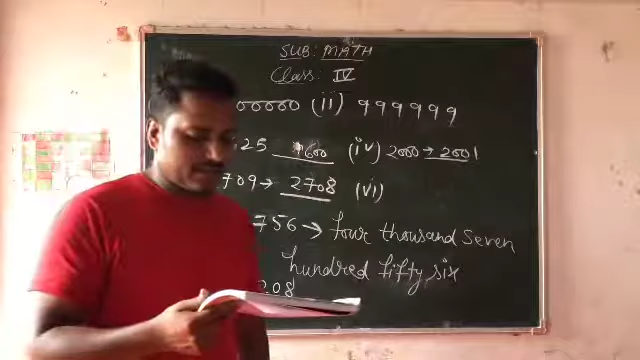 SUB: MATH
Class: IV
00000 (ii) 999999
25 1600 (iv) 2000 → 2001
709 → 2708 (vi)
756 → four thousand Seven
hundred fifty six
208